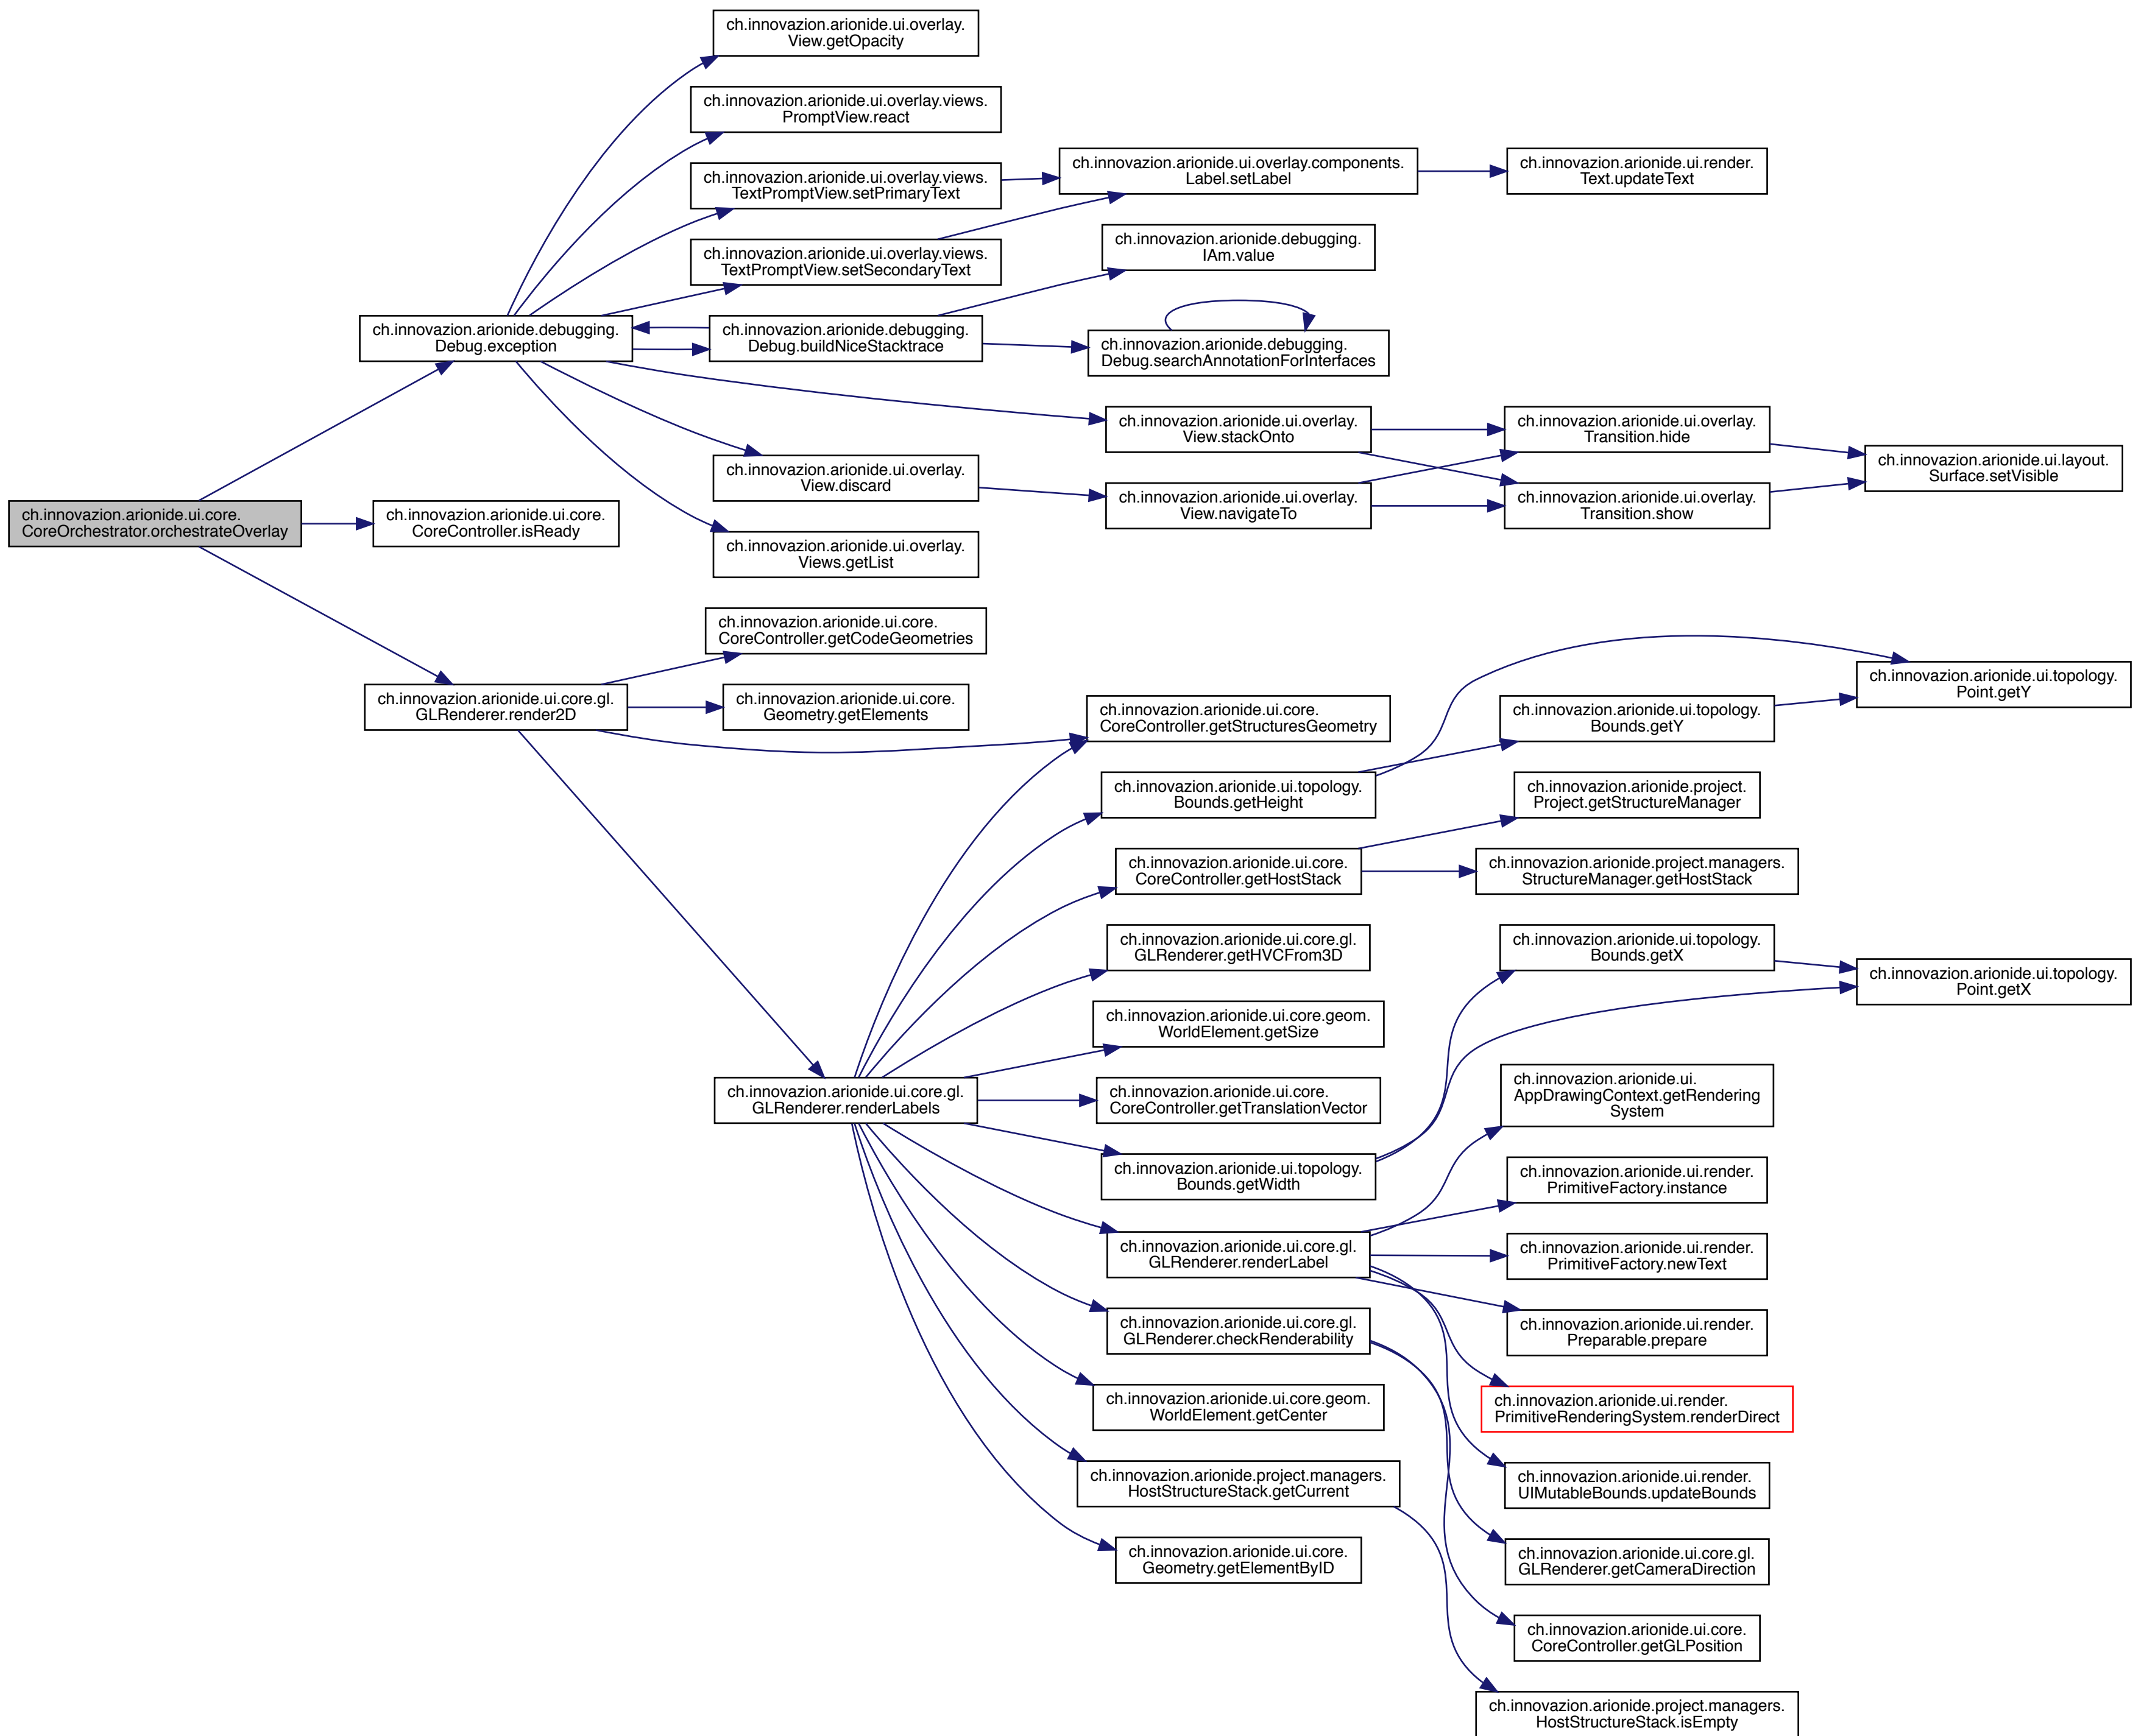 ch.innovazion.arionide.ui.overlay.
View.getOpacity
ch.innovazion.arionide.ui.overlay.views.
PromptView.react
ch.innovazion.arionide.ui.overlay.views.
TextPromptView.setPrimaryText
ch.innovazion.arionide.ui.overlay.components.
Label.setLabel
ch.innovazion.arionide.ui.render.
Text.updateText
ch.innovazion.arionide.ui.overlay.views.
TextPromptView.setSecondaryText
ch.innovazion.arionide.debugging.
IAm.value
ch.innovazion.arionide.debugging.
Debug.exception
ch.innovazion.arionide.debugging.
Debug.buildNiceStacktrace
ch.innovazion.arionide.debugging.
Debug.searchAnnotationForInterfaces
ch.innovazion.arionide.ui.overlay.
View.stackOnto
ch.innovazion.arionide.ui.overlay.
Transition.hide
ch.innovazion.arionide.ui.layout.
Surface.setVisible
ch.innovazion.arionide.ui.overlay.
View.discard
ch.innovazion.arionide.ui.overlay.
View.navigateTo
ch.innovazion.arionide.ui.overlay.
Transition.show
ch.innovazion.arionide.ui.core.
CoreOrchestrator.orchestrateOverlay
ch.innovazion.arionide.ui.core.
CoreController.isReady
ch.innovazion.arionide.ui.overlay.
Views.getList
ch.innovazion.arionide.ui.core.
CoreController.getCodeGeometries
ch.innovazion.arionide.ui.core.gl.
GLRenderer.render2D
ch.innovazion.arionide.ui.core.
Geometry.getElements
ch.innovazion.arionide.ui.core.
CoreController.getStructuresGeometry
ch.innovazion.arionide.ui.topology.
Bounds.getY
ch.innovazion.arionide.ui.topology.
Point.getY
ch.innovazion.arionide.ui.topology.
Bounds.getHeight
ch.innovazion.arionide.project.
Project.getStructureManager
ch.innovazion.arionide.ui.core.
CoreController.getHostStack
ch.innovazion.arionide.project.managers.
StructureManager.getHostStack
ch.innovazion.arionide.ui.core.gl.
GLRenderer.getHVCFrom3D
ch.innovazion.arionide.ui.topology.
Bounds.getX
ch.innovazion.arionide.ui.topology.
Point.getX
ch.innovazion.arionide.ui.core.geom.
WorldElement.getSize
ch.innovazion.arionide.ui.core.gl.
GLRenderer.renderLabels
ch.innovazion.arionide.ui.core.
CoreController.getTranslationVector
ch.innovazion.arionide.ui.
AppDrawingContext.getRendering
System
ch.innovazion.arionide.ui.topology.
Bounds.getWidth
ch.innovazion.arionide.ui.render.
PrimitiveFactory.instance
ch.innovazion.arionide.ui.core.gl.
GLRenderer.renderLabel
ch.innovazion.arionide.ui.render.
PrimitiveFactory.newText
ch.innovazion.arionide.ui.core.gl.
GLRenderer.checkRenderability
ch.innovazion.arionide.ui.render.
Preparable.prepare
ch.innovazion.arionide.ui.core.geom.
WorldElement.getCenter
ch.innovazion.arionide.ui.render.
PrimitiveRenderingSystem.renderDirect
ch.innovazion.arionide.project.managers.
HostStructureStack.getCurrent
ch.innovazion.arionide.ui.render.
UIMutableBounds.updateBounds
ch.innovazion.arionide.ui.core.
Geometry.getElementByID
ch.innovazion.arionide.ui.core.gl.
GLRenderer.getCameraDirection
ch.innovazion.arionide.ui.core.
CoreController.getGLPosition
ch.innovazion.arionide.project.managers.
HostStructureStack.isEmpty